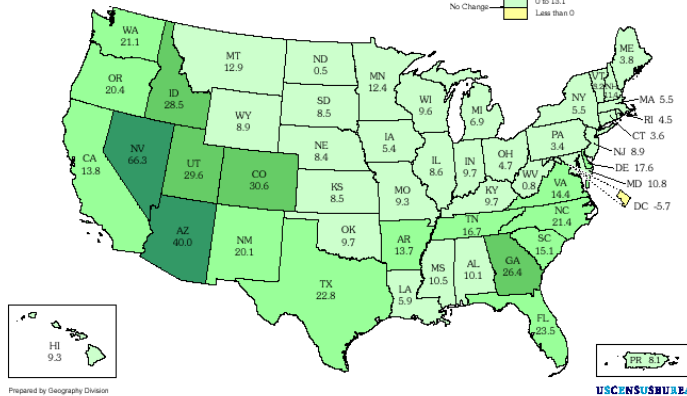 0 to 13.1
No Change
Less than 0
WA
21.1
OR
20.4
CA
13.8
ID
28.5
NV
66.3
AZ
40.0
UT
29.6
MT
12.9
WY
8.9
CO
30.6
NM
20.1
ND
0.5
SD
8.5
NE
8.4
KS
8.5
OK
9.7
TX
22.8
MN
12.4
IA
5.4
MO
9.3
AR
13.7
LA
5.9
WI
9.6
IL
8.6
MI
6.9
IN
9.7
OH
4.7
KY
9.7
TN
16.7
MS
10.5
AL
10.1
GA
26.4
FL
23.5
SC
15.1
NC
21.4
VA
14.4
WV
0.8
PA
3.4
NY
5.5
VT
NH
ME
3.8
MA 5.5
RI 4.5
CT 3.6
NJ 8.9
DE 17.6
MD 10.8
DC -5.7
HI
9.3
PR 8.1
Prepared by Geography Division
USCENSUSBUREA